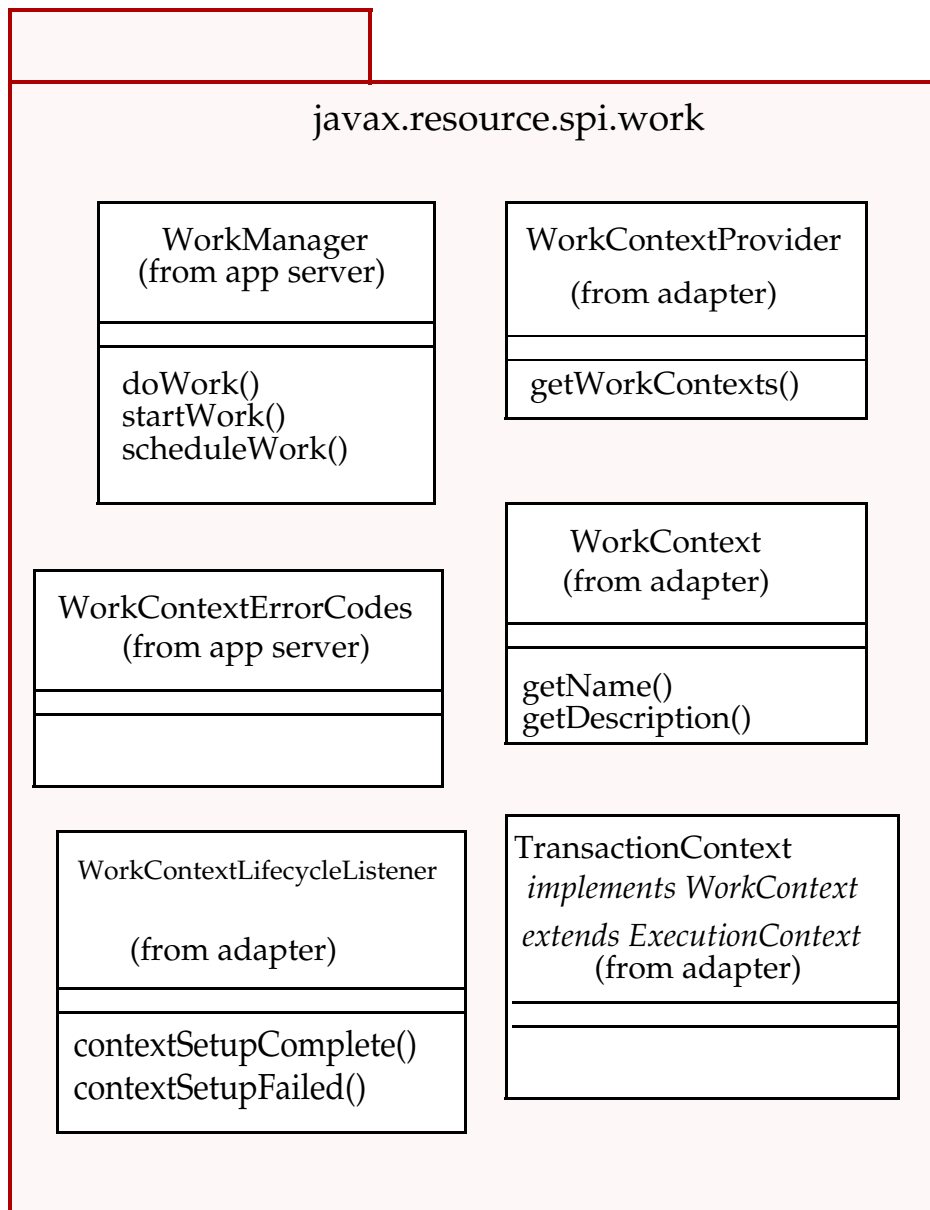 javax.resource.spi.work
WorkManager
(from app server)
doWork()
startWork()
scheduleWork()
WorkContextProvider
(from adapter)
getWorkContexts()
WorkContextErrorCodes
(from app server)
WorkContext
(from adapter)
getName()
getDescription()
WorkContextLifecycleListener
(from adapter)
contextSetupComplete()
contextSetupFailed()
TransactionContext
implements WorkContext
extends ExecutionContext
(from adapter)